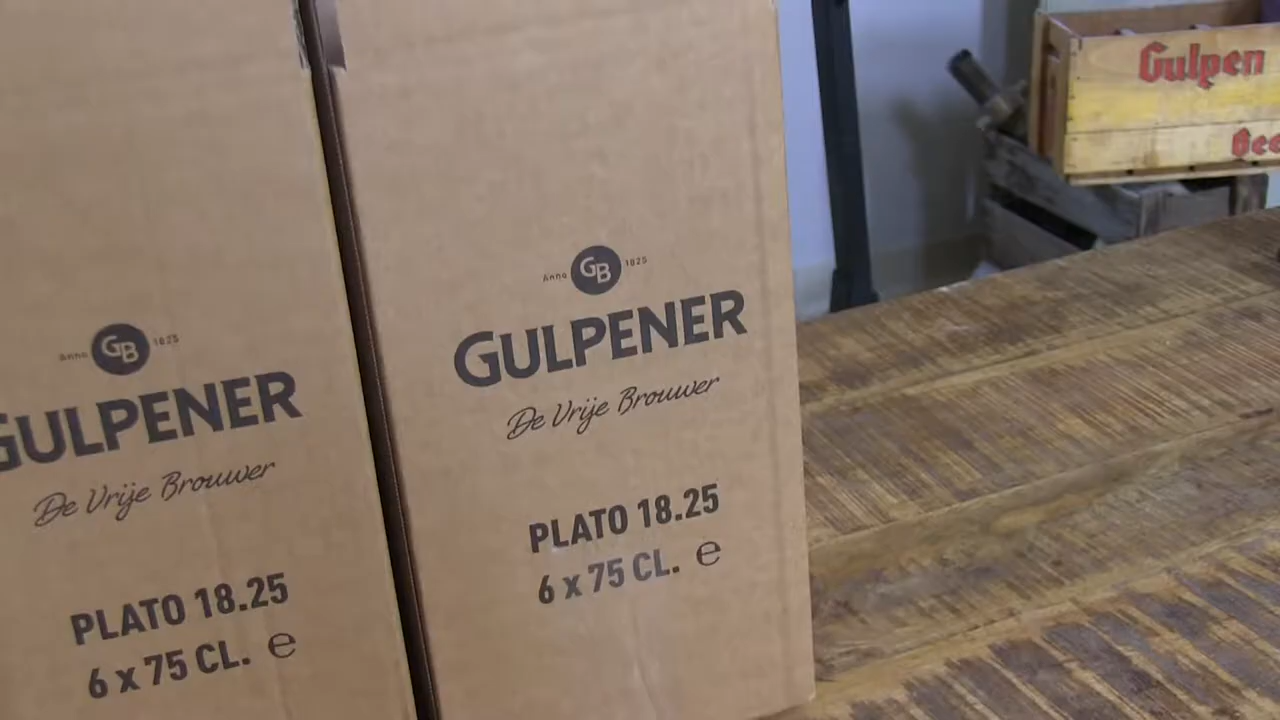 Anno GB 1825
GULPENER
De Vrije Brouwer
PLATO 18.25
6 x 75 CL. ℮
Anno GB 1825
GULPENER
De Vrije Brouwer
PLATO 18.25
6 x 75 CL. ℮
Gulpen